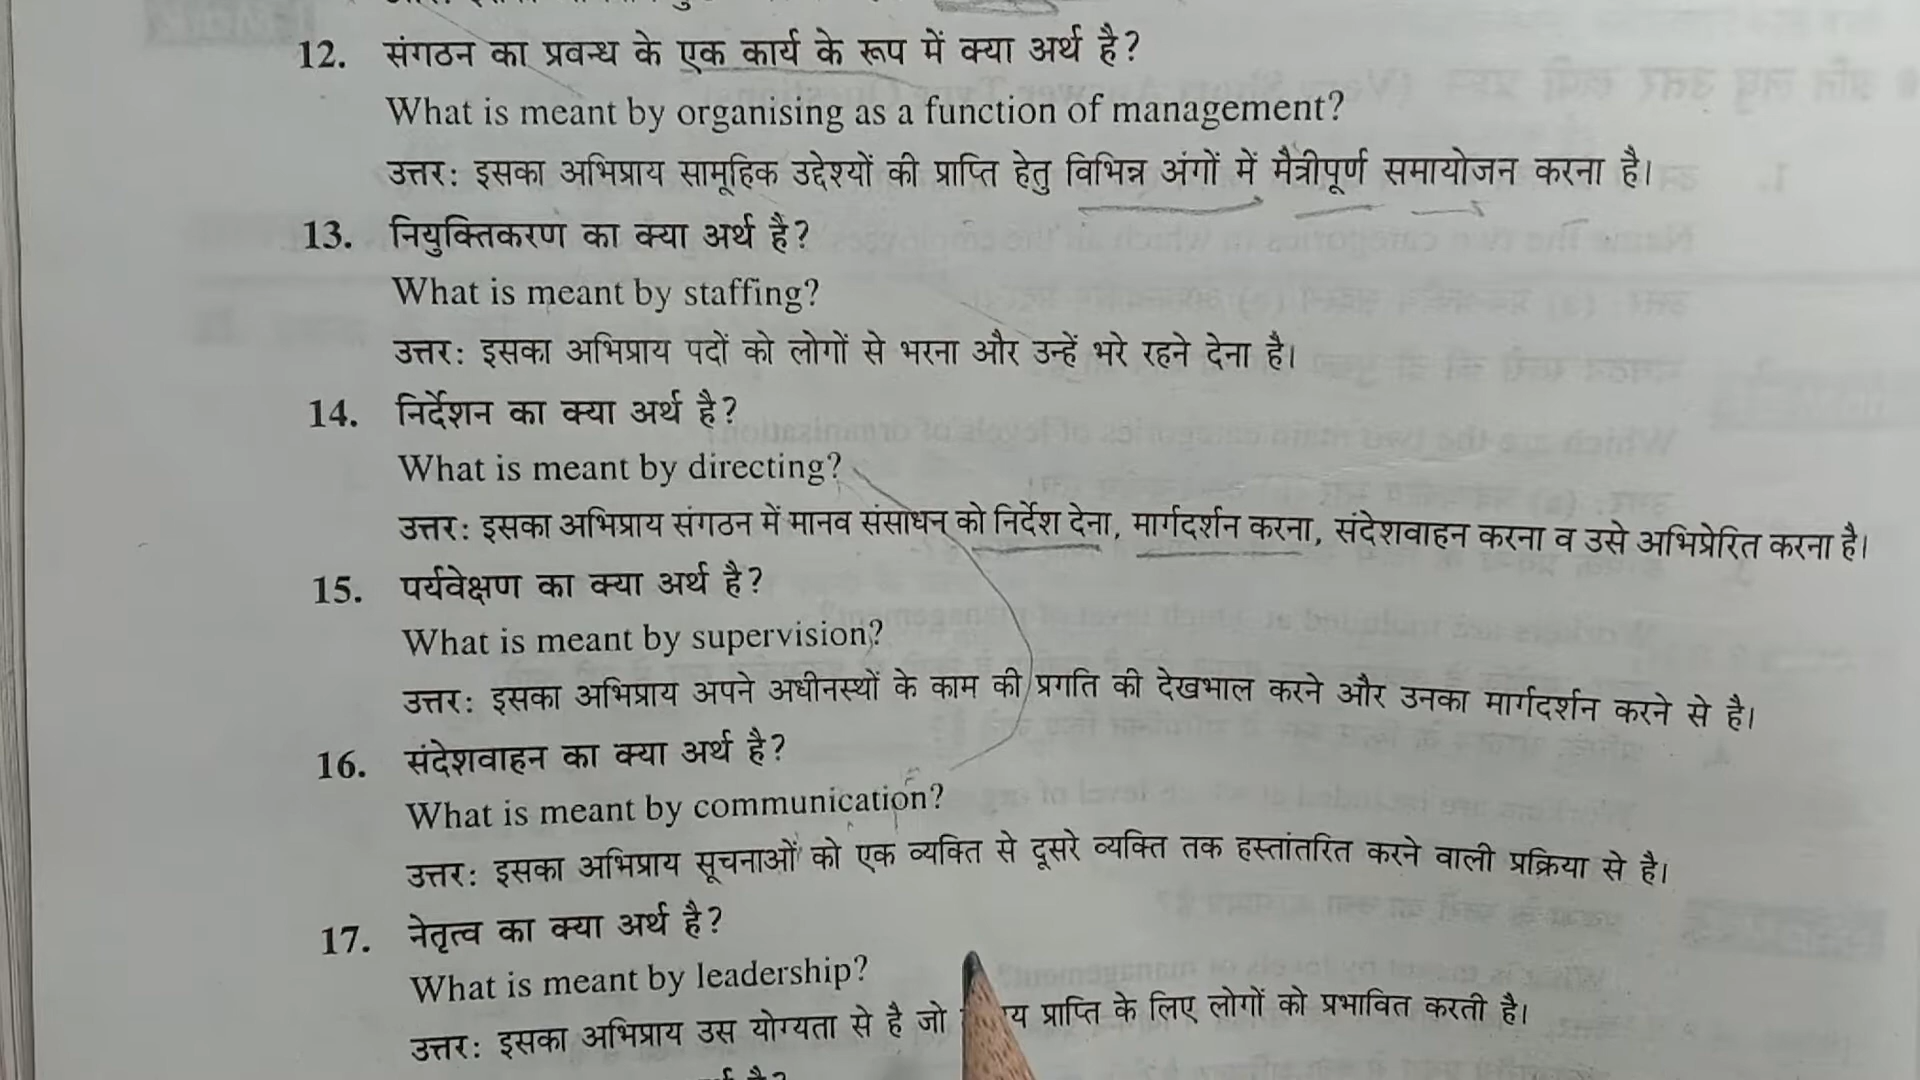 12. संगठन का प्रबन्ध के एक कार्य के रूप में क्या अर्थ है?
What is meant by organising as a function of management?
उत्तर: इसका अभिप्राय सामूहिक उद्देश्यों की प्राप्ति हेतु विभिन्न अंगों में मैत्रीपूर्ण समायोजन करना है।
13. नियुक्तिकरण का क्या अर्थ है?
What is meant by staffing?
उत्तर: इसका अभिप्राय पदों को लोगों से भरना और उन्हें भरे रहने देना है।
14. निर्देशन का क्या अर्थ है?
What is meant by directing?
उत्तर: इसका अभिप्राय संगठन में मानव संसाधन को निर्देश देना, मार्गदर्शन करना, संदेशवाहन करना व उसे अभिप्रेरित करना है।
15. पर्यवेक्षण का क्या अर्थ है?
What is meant by supervision?
उत्तर: इसका अभिप्राय अपने अधीनस्थों के काम की प्रगति की देखभाल करने और उनका मार्गदर्शन करने से है।
16. संदेशवाहन का क्या अर्थ है?
What is meant by communication?
उत्तर: इसका अभिप्राय सूचनाओं को एक व्यक्ति से दूसरे व्यक्ति तक हस्तांतरित करने वाली प्रक्रिया से है।
17. नेतृत्व का क्या अर्थ है?
What is meant by leadership?
उत्तर: इसका अभिप्राय उस योग्यता से है जो प्राप्ति के लिए लोगों को प्रभावित करती है।